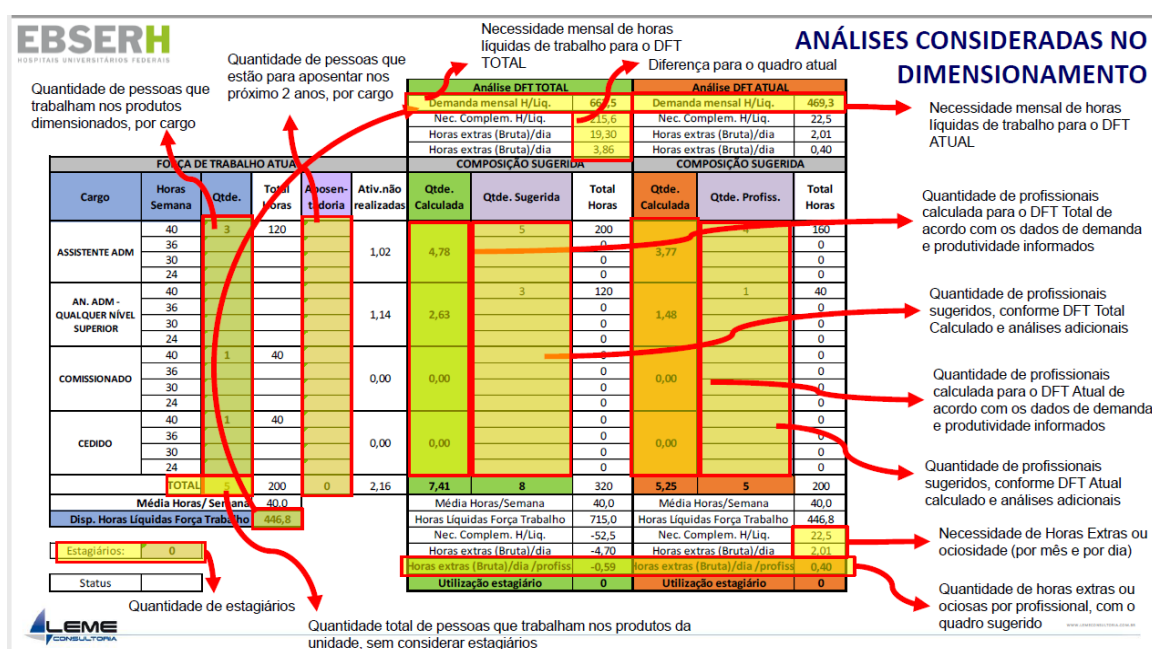 EBSERH
HOSPITAIS UNIVERSITÁRIOS FEDERAIS
ANÁLISES CONSIDERADAS NO
DIMENSIONAMENTO
Quantidade de pessoas que
trabalham nos produtos
dimensionados, por cargo
Quantidade de pessoas que
estão para aposentar nos
próximo 2 anos, por cargo
Necessidade mensal de horas
líquidas de trabalho para o DFT
TOTAL
Diferença para o quadro atual
Análise DFT TOTAL Análise DFT ATUAL
Demanda mensal H/Liq. Demanda mensal H/Liq. 469,3
Nec. Complem. H/Liq. 215,6 Nec. Complem. H/Liq. 22,5
Horas extras (Bruta)/dia 19,30 Horas extras (Bruta)/dia 2,01
Horas extras (Bruta)/dia 3,86 Horas extras (Bruta)/dia 0,40
FORÇA DE TRABALHO ATUAL COMPOSIÇÃO SUGERIDA COMPOSIÇÃO SUGERIDA
Cargo Horas Semana Qtde. Total Horas Aposen-tadoria Ativ.não realizadas Qtde. Calculada Qtde. Sugerida Total Horas Qtde. Calculada Qtde. Profiss. Total Horas
ASSISTENTE ADM 1,02 4,78 3,77
40 3 120 5 200 4 160
36 0 0
30 0 0
24 0 0
AN. ADM - QUALQUER NÍVEL SUPERIOR 1,14 2,63 1,48
40 3 120 1 40
36 0 0
30 0 0
24 0 0
COMISSIONADO 0,00 0,00 0,00
40 1 40 0 0
36 0 0
30 0 0
24 0 0
CEDIDO 0,00 0,00 0,00
40 1 40 0 0
36 0 0
30 0 0
24 0 0
TOTAL 5 200 0 2,16 7,41 8 320 5,25 5 200
Média Horas/Semana 40,0 Média Horas/Semana 40,0 Média Horas/Semana 40,0
Disp. Horas Líquidas Força Trabalho 446,8 Horas Líquidas Força Trabalho 715,0 Horas Líquidas Força Trabalho 446,8
Nec. Complem. H/Liq. -52,5 Nec. Complem. H/Liq. 22,5
Estagiários: 0 Horas extras (Bruta)/dia -4,70 Horas extras (Bruta)/dia 2,01
Horas extras (Bruta)/dia /profiss -0,59 Horas extras (Bruta)/dia /profiss 0,40
Status Utilização estagiário 0 Utilização estagiário 0
Necessidade mensal de horas
líquidas de trabalho para o DFT
ATUAL
Quantidade de profissionais
calculada para o DFT Total de
acordo com os dados de demanda
e produtividade informados
Quantidade de profissionais
sugeridos, conforme DFT Total
Calculado e análises adicionais
Quantidade de profissionais
calculada para o DFT Atual de
acordo com os dados de demanda
e produtividade informados
Quantidade de profissionais
sugeridos, conforme DFT Atual
calculado e análises adicionais
Necessidade de Horas Extras ou
ociosidade (por mês e por dia)
Quantidade de horas extras ou
ociosas por profissional, com o
quadro sugerido
Quantidade de estagiários
Quantidade total de pessoas que trabalham nos produtos da
unidade, sem considerar estagiários
LEME
CONSULTORIA
WWW.LEMECONSULTORIA.COM.BR